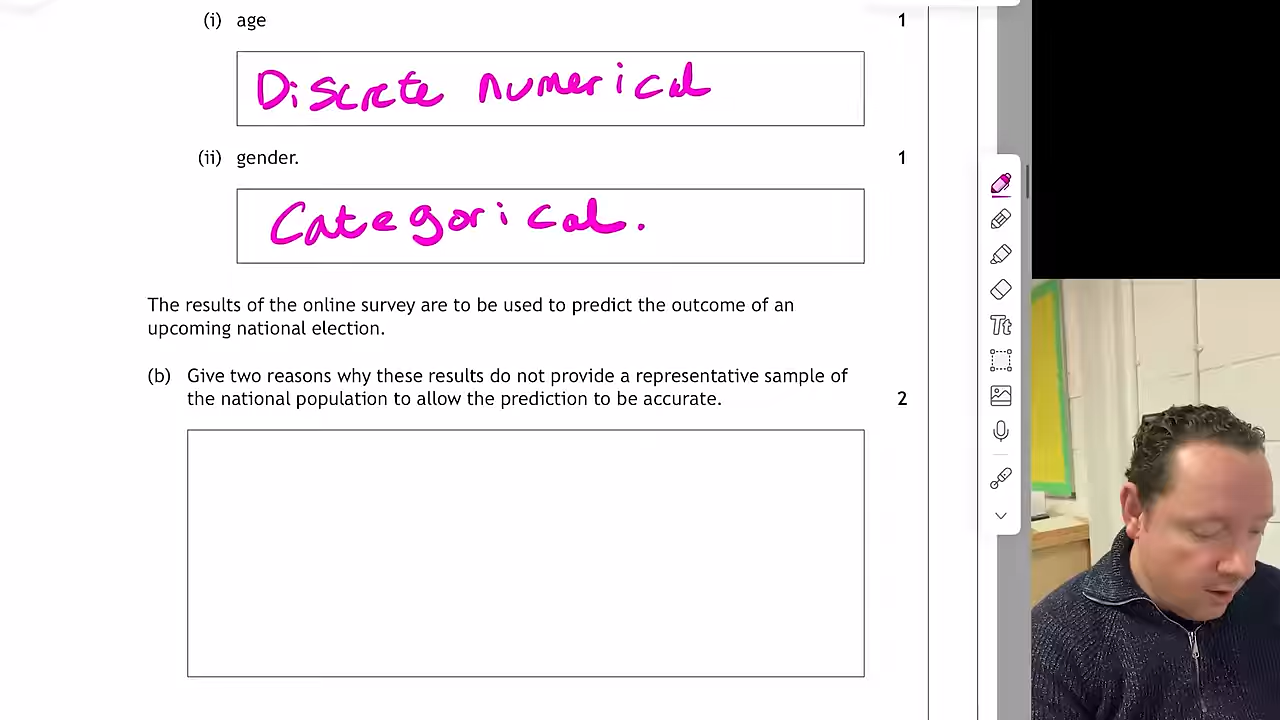 (i) age 1
Discrete numerical
(ii) gender. 1
Categorical.
The results of the online survey are to be used to predict the outcome of an
upcoming national election.
(b) Give two reasons why these results do not provide a representative sample of
the national population to allow the prediction to be accurate. 2
Tt